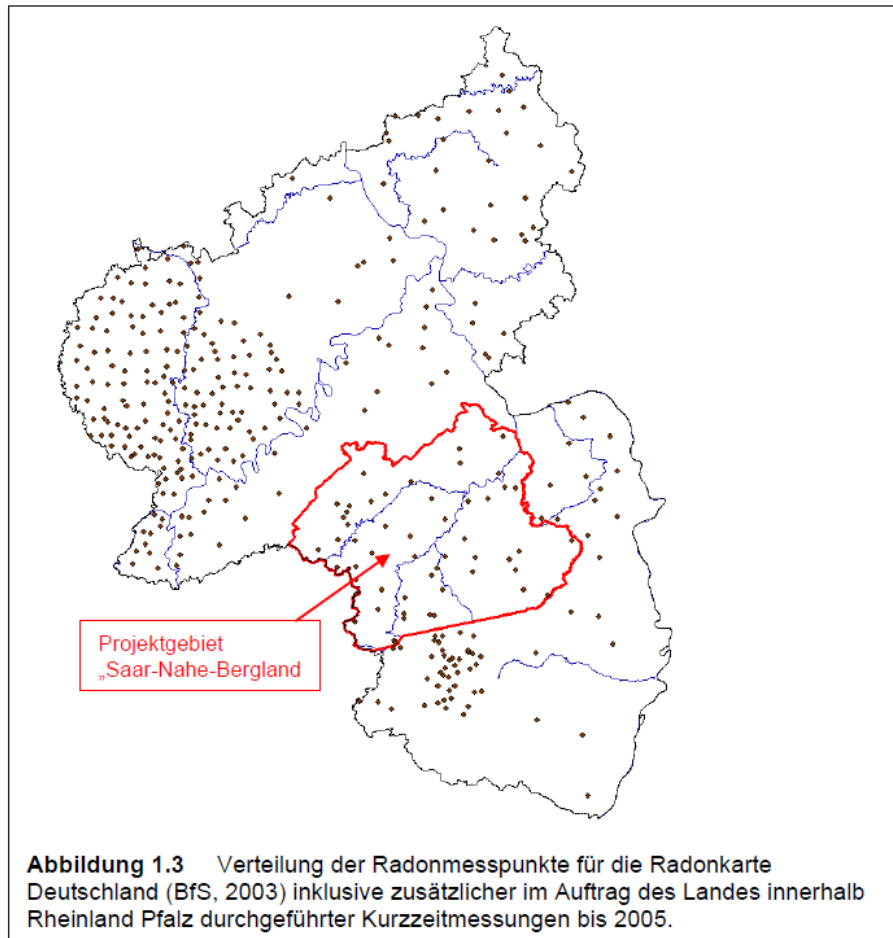 Projektgebiet
„Saar-Nahe-Bergland
Abbildung 1.3 Verteilung der Radonmesspunkte für die Radonkarte
Deutschland (BfS, 2003) inklusive zusätzlicher im Auftrag des Landes innerhalb
Rheinland Pfalz durchgeführter Kurzzeitmessungen bis 2005.